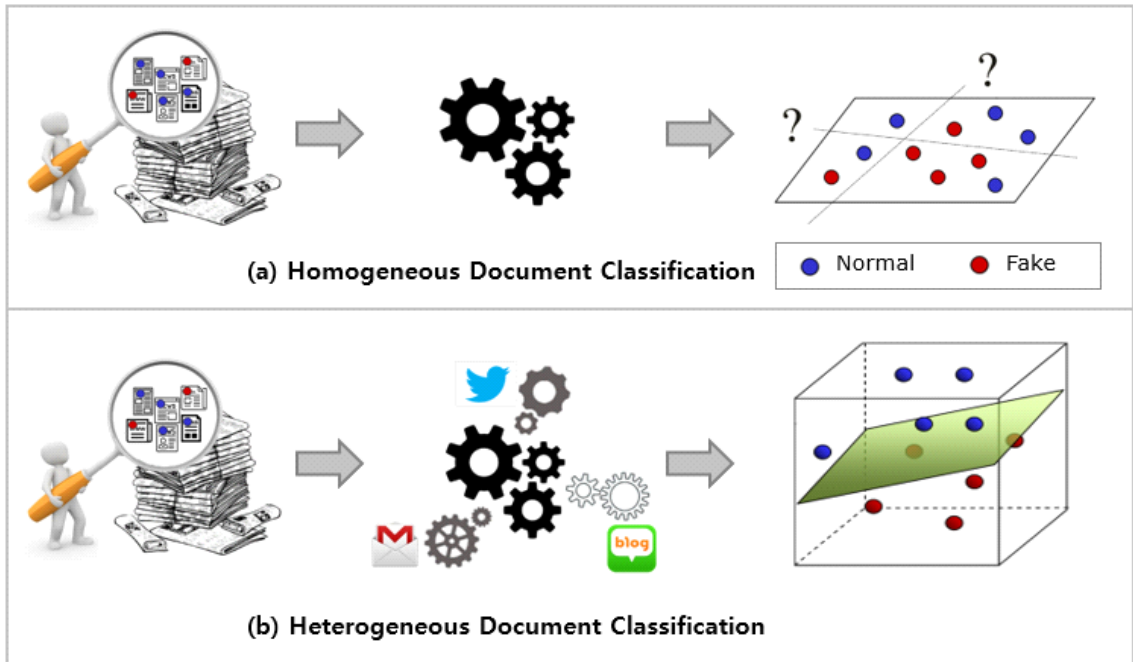 ?
?
(a) Homogeneous Document Classification
Normal
Fake
blog
(b) Heterogeneous Document Classification